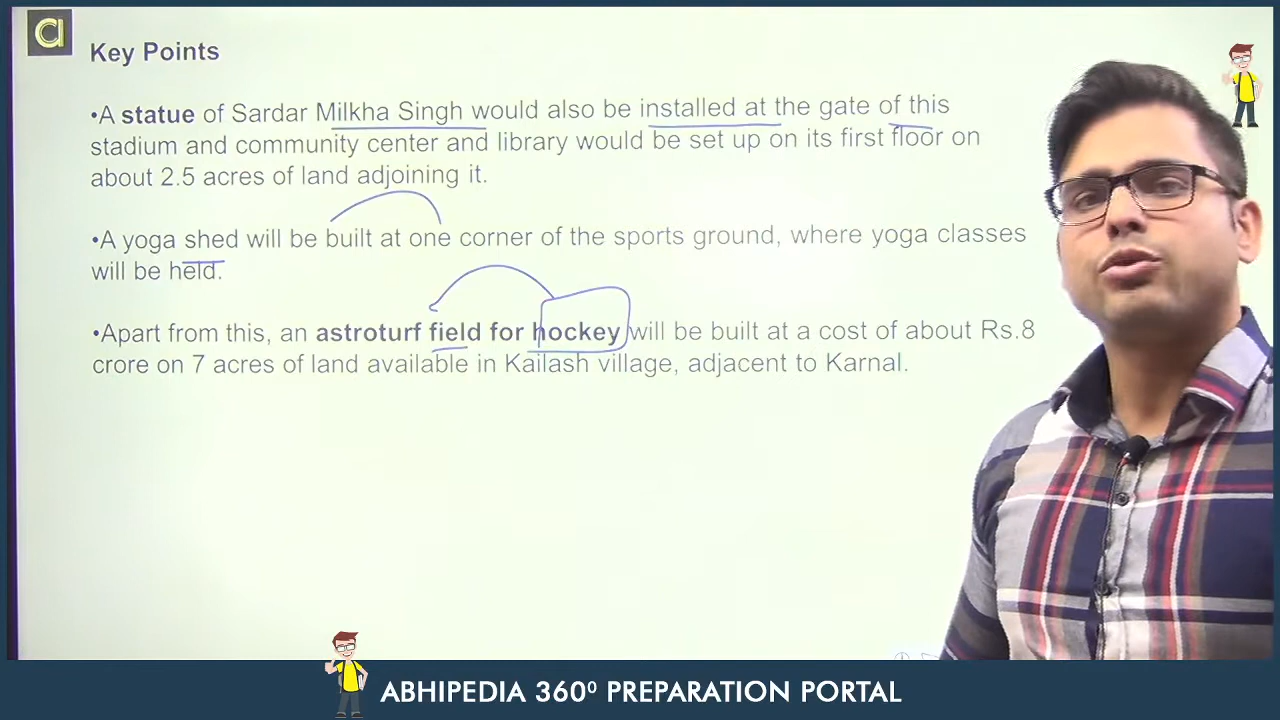 a
Key Points
•A statue of Sardar Milkha Singh would also be installed at the gate of this
stadium and community center and library would be set up on its first floor on
about 2.5 acres of land adjoining it.
•A yoga shed will be built at one corner of the sports ground, where yoga classes
will be held.
•Apart from this, an astroturf field for hockey will be built at a cost of about Rs.8
crore on 7 acres of land available in Kailash village, adjacent to Karnal.
ABHIPEDIA 360⁰ PREPARATION PORTAL